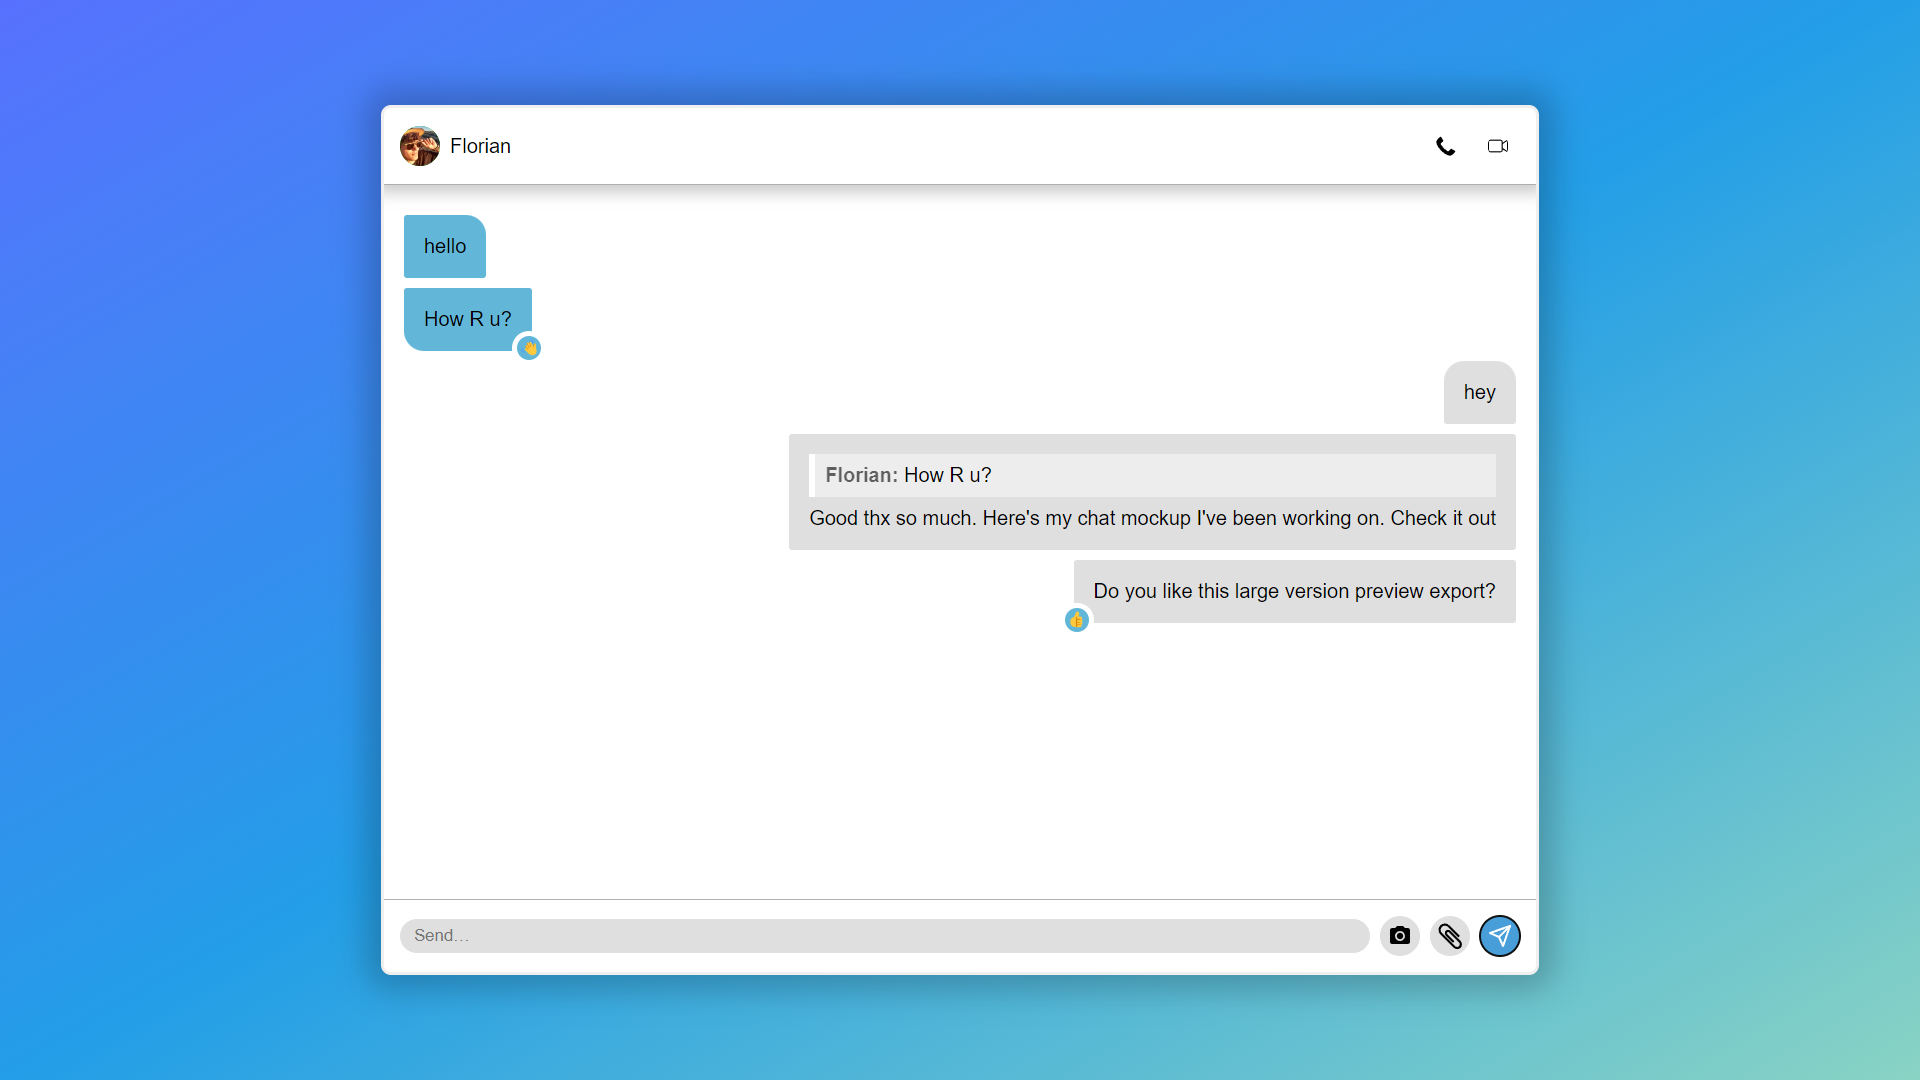 Florian
hello
How R u?
hey
Florian: How R u?
Good thx so much. Here's my chat mockup I've been working on. Check it out
Do you like this large version preview export?
Send...